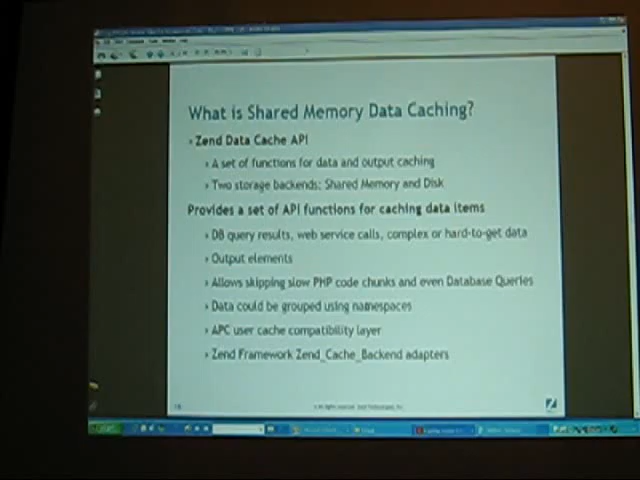 What is Shared Memory Data Caching?
› Zend Data Cache API
› A set of functions for data and output caching
› Two storage backends: Shared Memory and Disk
Provides a set of API functions for caching data items
› DB query results, web service calls, complex or hard-to-get data
› Output elements
› Allows skipping slow PHP code chunks and even Database Queries
› Data could be grouped using namespaces
› APC user cache compatibility layer
› Zend Framework Zend_Cache_Backend adapters